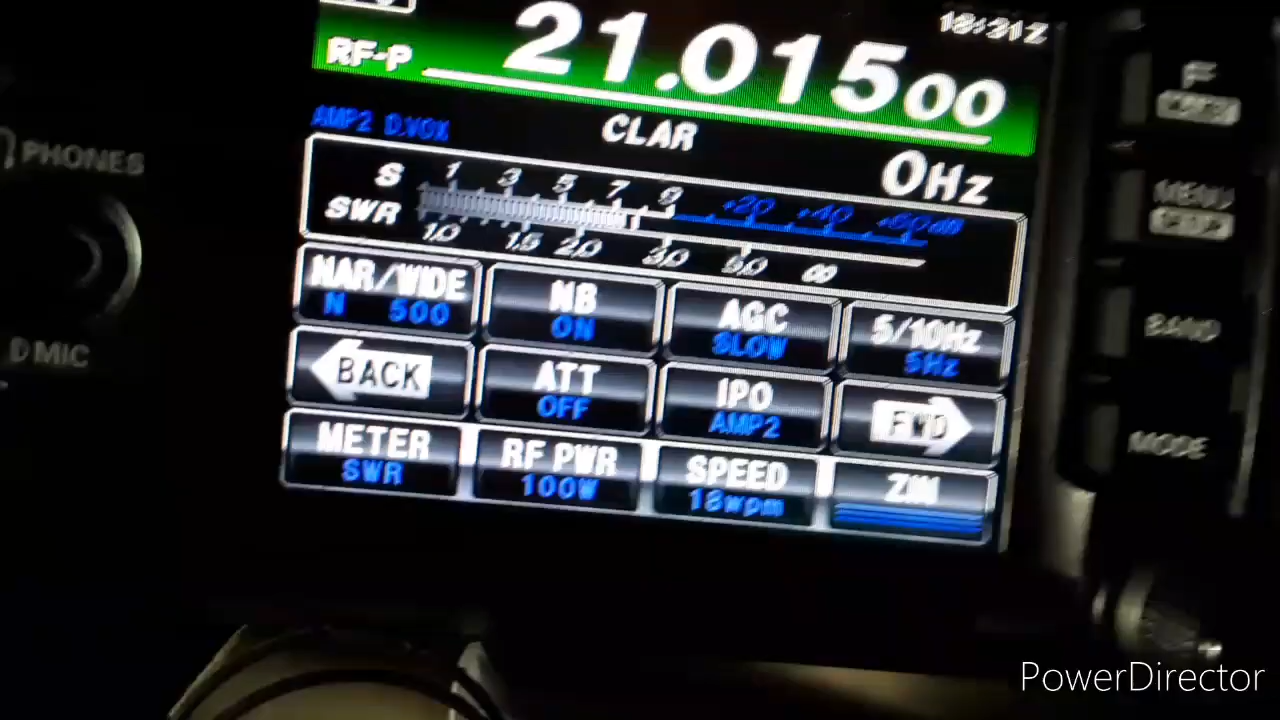 18:31Z
21.01500
RF-P
AMP2 D.VOX
CLAR
0Hz
S 1 3 5 7 9 +20 +40 +60dB
SWR 1.0 1.5 2.0 3.0 5.0 ∞
NAR/WIDE NB AGC 5/10Hz
N 500 ON SLOW 5Hz
BACK ATT IPO FWD
OFF AMP2
METER RF PWR SPEED ZIN
SWR 100W 18wpm
PHONES
MIC
F
MENU
BAND
MODE
PowerDirector